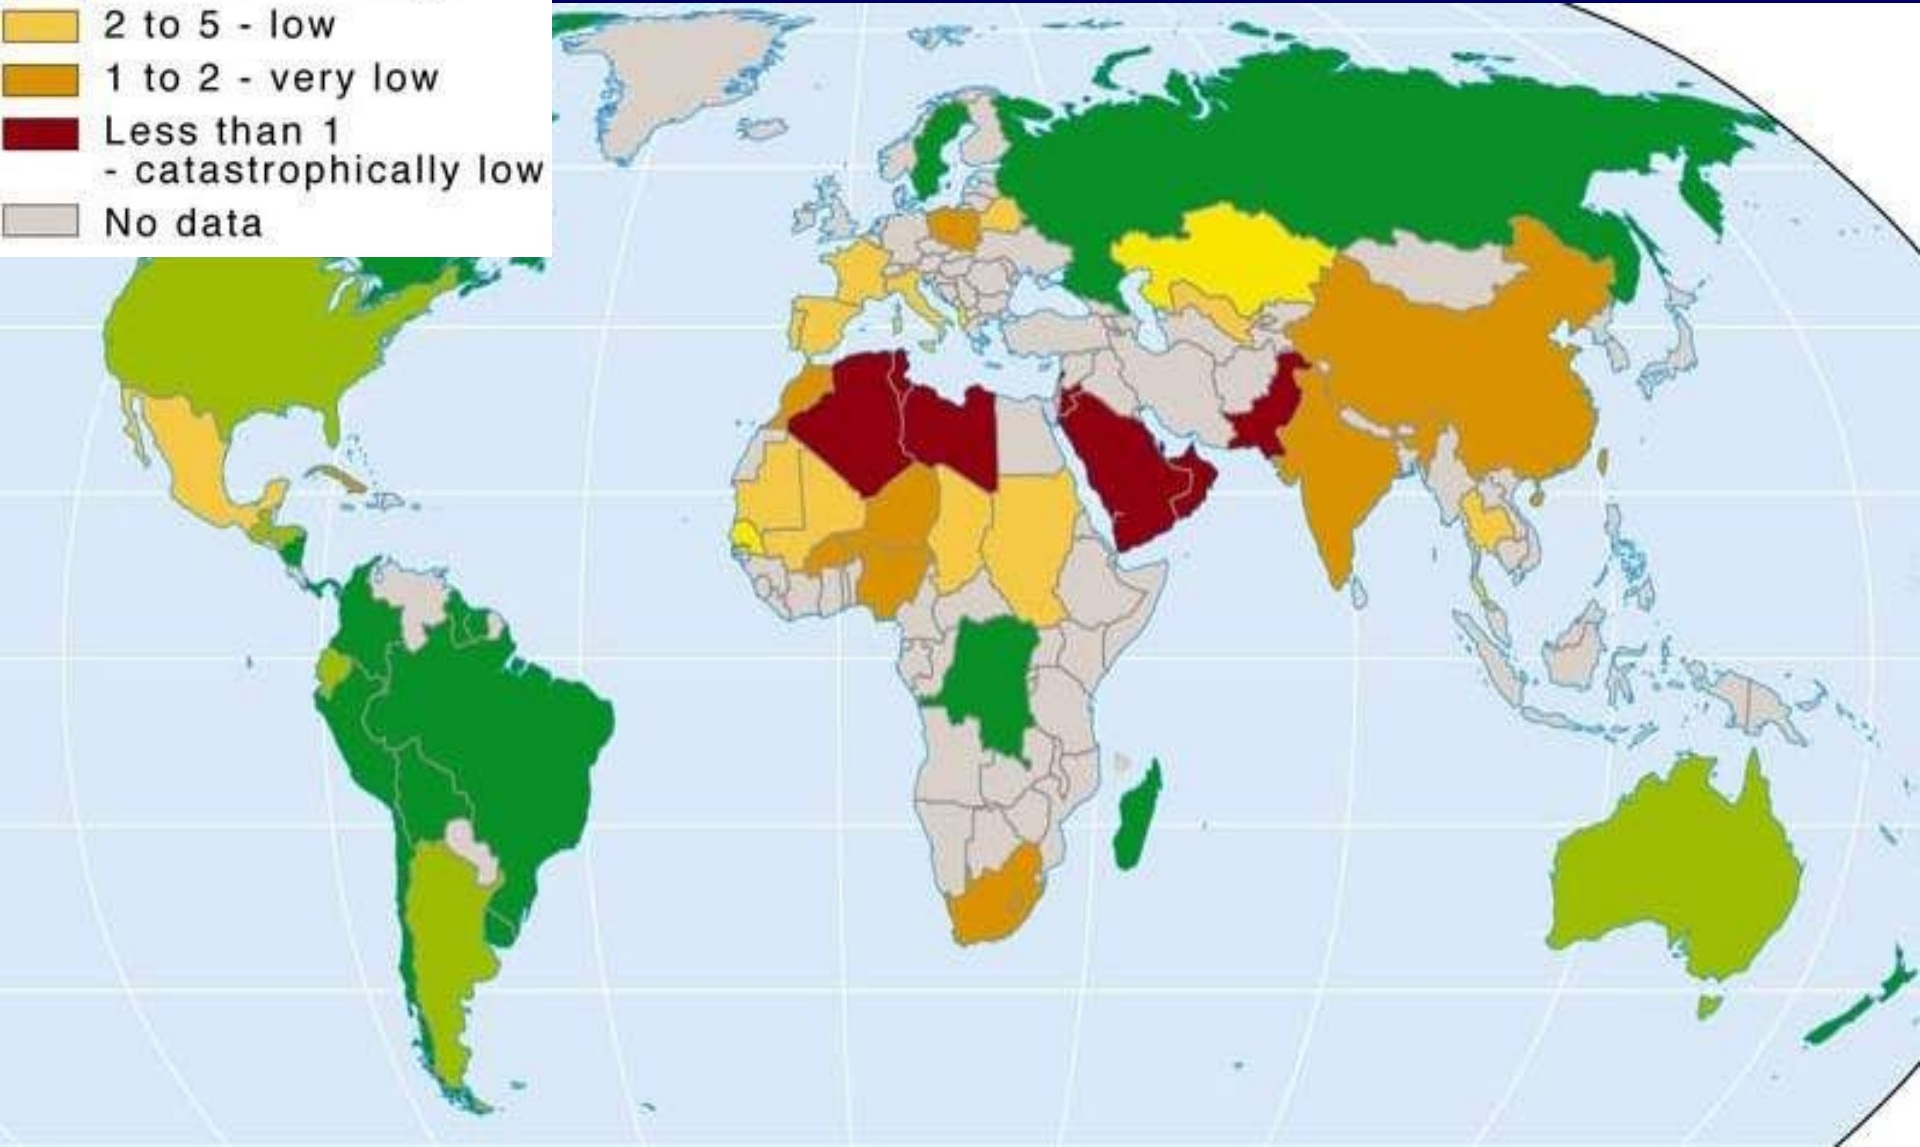 2 to 5 - low
1 to 2 - very low
Less than 1
- catastrophically low
No data